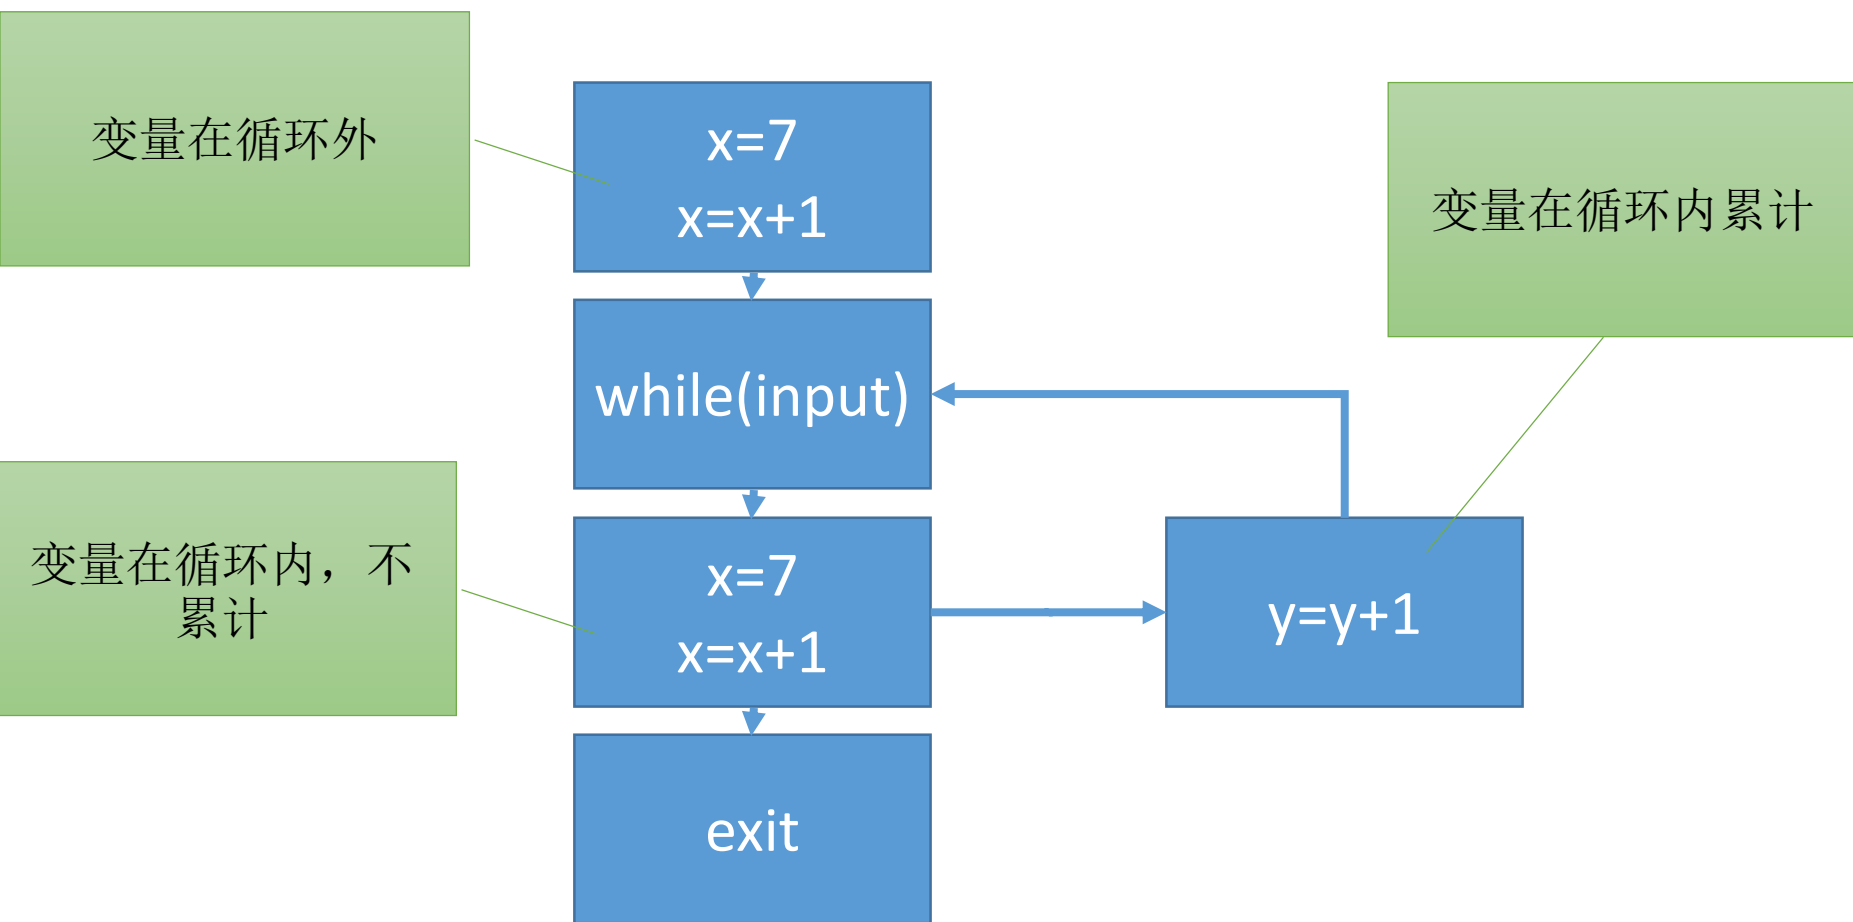 变量在循环外
x=7
x=x+1
变量在循环内累计
while(input)
变量在循环内，不
累计
x=7
x=x+1
y=y+1
exit